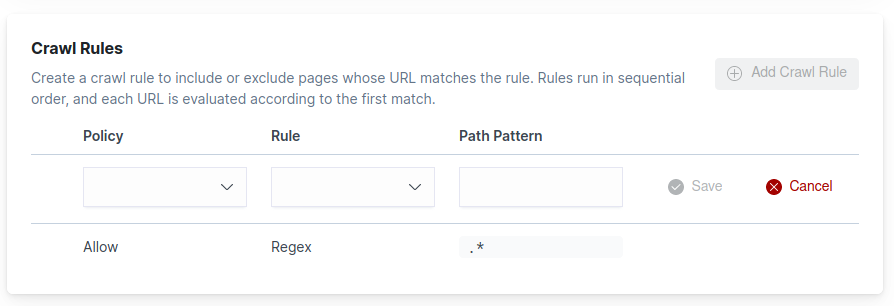 Crawl Rules
Create a crawl rule to include or exclude pages whose URL matches the rule. Rules run in sequential
order, and each URL is evaluated according to the first match.
Add Crawl Rule
Policy Rule Path Pattern
Save Cancel
Allow Regex .*